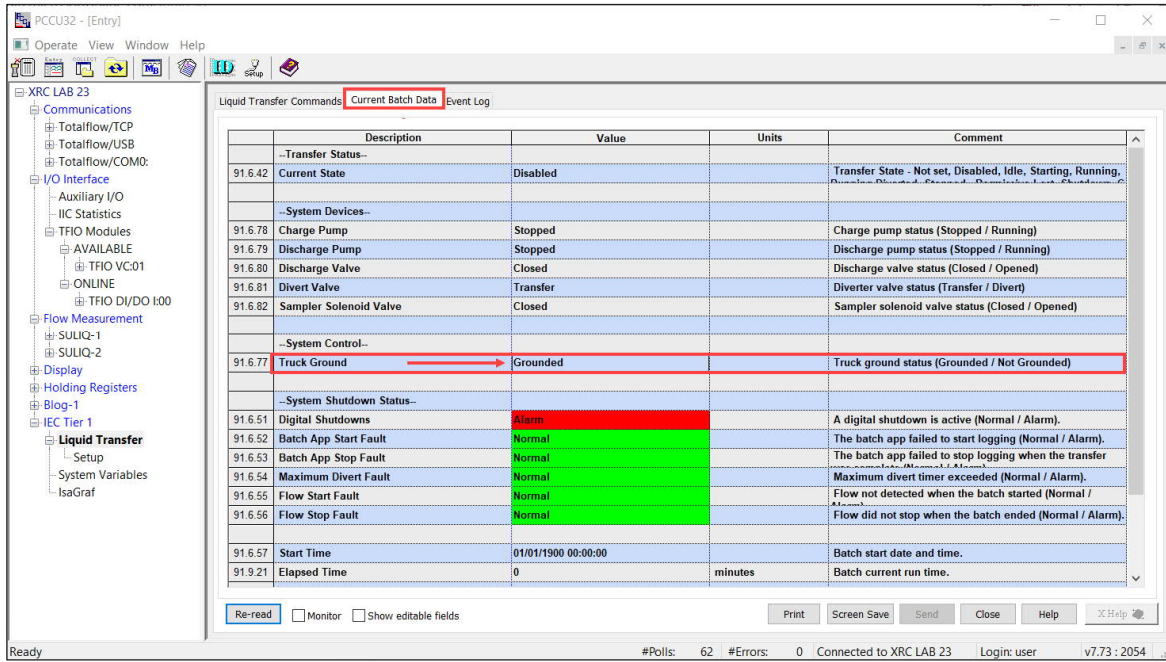 PCCU32 - [Entry]
Operate View Window Help
Entry COLLECT MB Setup
XRC LAB 23
Communications
Totalflow/TCP
Totalflow/USB
Totalflow/COM0:
I/O Interface
Auxiliary I/O
IIC Statistics
TFIO Modules
AVAILABLE
TFIO VC:01
ONLINE
TFIO DI/DO I:00
Flow Measurement
SULIQ-1
SULIQ-2
Display
Holding Registers
Blog-1
IEC Tier 1
Liquid Transfer
Setup
System Variables
IsaGraf
Liquid Transfer Commands Current Batch Data Event Log
Description Value Units Comment
--Transfer Status--
91.6.42 Current State Disabled Transfer State - Not set, Disabled, Idle, Starting, Running,
--System Devices--
91.6.78 Charge Pump Stopped Charge pump status (Stopped / Running)
91.6.79 Discharge Pump Stopped Discharge pump status (Stopped / Running)
91.6.80 Discharge Valve Closed Discharge valve status (Closed / Opened)
91.6.81 Divert Valve Transfer Diverter valve status (Transfer / Divert)
91.6.82 Sampler Solenoid Valve Closed Sampler solenoid valve status (Closed / Opened)
--System Control--
91.6.77 Truck Ground Grounded Truck ground status (Grounded / Not Grounded)
--System Shutdown Status--
91.6.51 Digital Shutdowns Alarm A digital shutdown is active (Normal / Alarm).
91.6.52 Batch App Start Fault Normal The batch app failed to start logging (Normal / Alarm).
91.6.53 Batch App Stop Fault Normal The batch app failed to stop logging when the transfer
91.6.54 Maximum Divert Fault Normal Maximum divert timer exceeded (Normal / Alarm).
91.6.55 Flow Start Fault Normal Flow not detected when the batch started (Normal /
91.6.56 Flow Stop Fault Normal Flow did not stop when the batch ended (Normal / Alarm).
91.6.57 Start Time 01/01/1900 00:00:00 Batch start date and time.
91.9.21 Elapsed Time 0 minutes Batch current run time.
Re-read Monitor Show editable fields Print Screen Save Send Close Help X Help
Ready #Polls: 62 #Errors: 0 Connected to XRC LAB 23 Login: user v7.73 : 2054